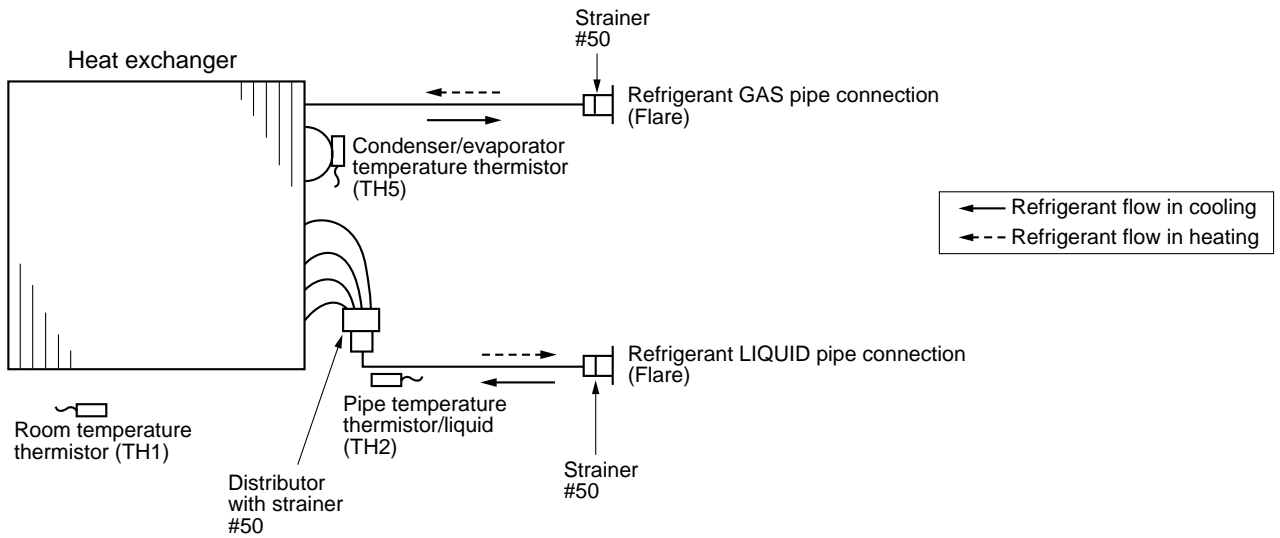 Strainer
#50
Heat exchanger
Refrigerant GAS pipe connection
(Flare)
Condenser/evaporator
temperature thermistor
(TH5)
Refrigerant flow in cooling
Refrigerant flow in heating
Refrigerant LIQUID pipe connection
(Flare)
Pipe temperature
thermistor/liquid
(TH2)
Room temperature
thermistor (TH1)
Strainer
#50
Distributor
with strainer
#50